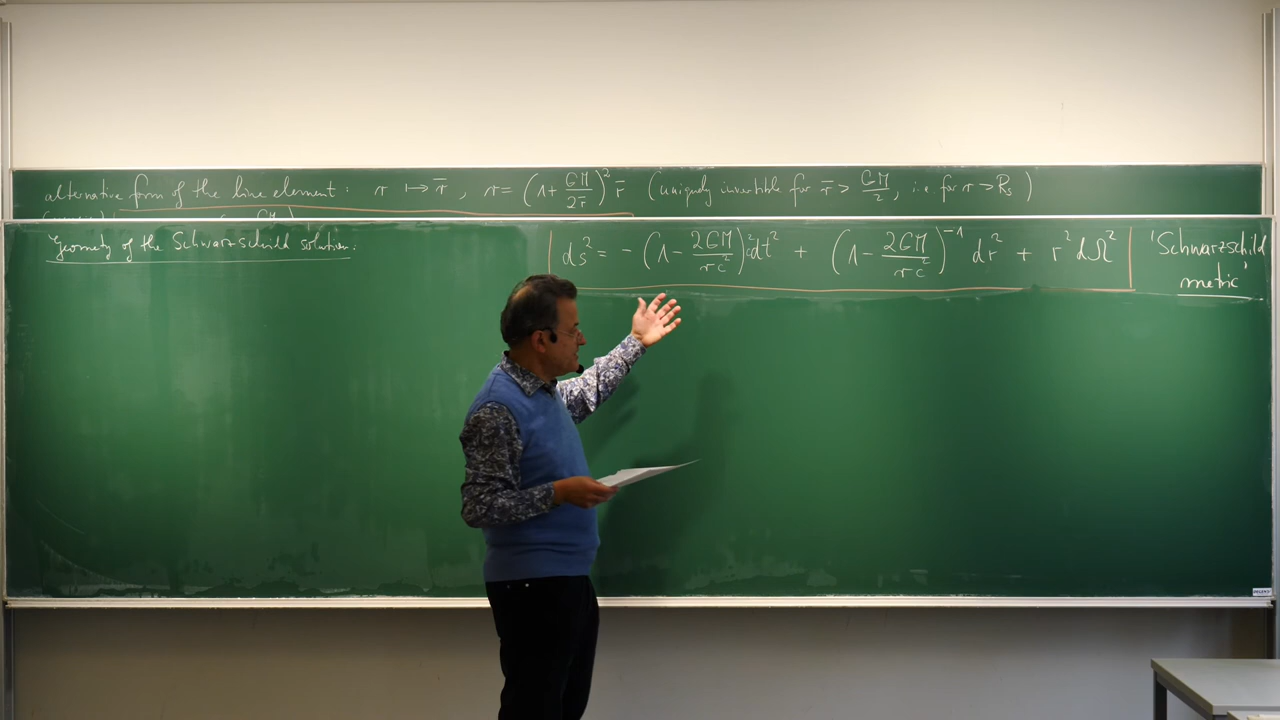 alternative form of the line element: r ↦ r̄, r = (1 + GM/2r̄)² r̄ (uniquely invertible for r̄ > GM/2, i.e. for r > Rₛ)
Geometry of the Schwarzschild solution:
ds² = -(1 - 2GM/rc²)c²dt² + (1 - 2GM/rc²)⁻¹ dr² + r² dΩ²
'Schwarzschild
metric'